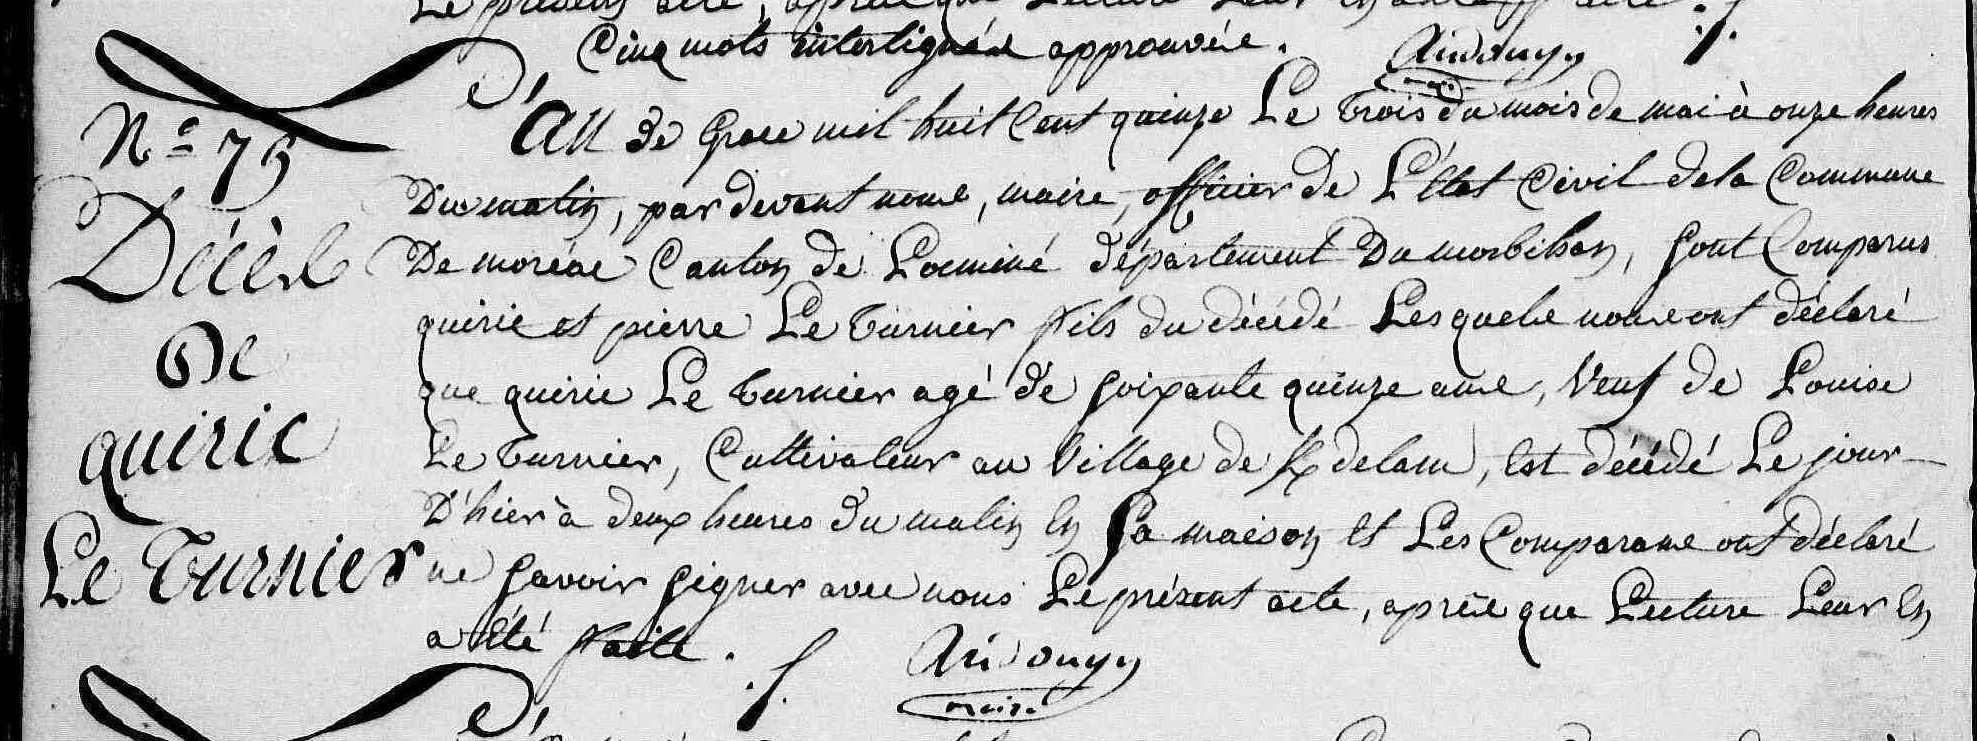 Le présent acte, après que Lecture Leur En a été faite.
Cinq mots interlignés approuvés.
N.º 75
Décès
De
quiric
Le Turnier
L'An de Grace mil huit Cent quinze Le Trois du mois de mai à onze heures
Du matin, par devant nous, maire, officier de L'état Civil de la Commune
De moréac Canton de Locminé département Du morbihan, Sont Comparus
quiric et pierre Le Turnier fils du décédé Lesquels nous ont déclaré
que quiric Le Turnier agé de Soixante quinze ans, Veuf de Louise
Le Turnier, Cultivateur au Village de, Est décédé Le jour
D'hier à deux heures du matin En Sa maison Et Les Comparans ont déclaré
ne Savoir Signer avec nous Le présent acte, après que Lecture Leur En
a Eté faite.
maire